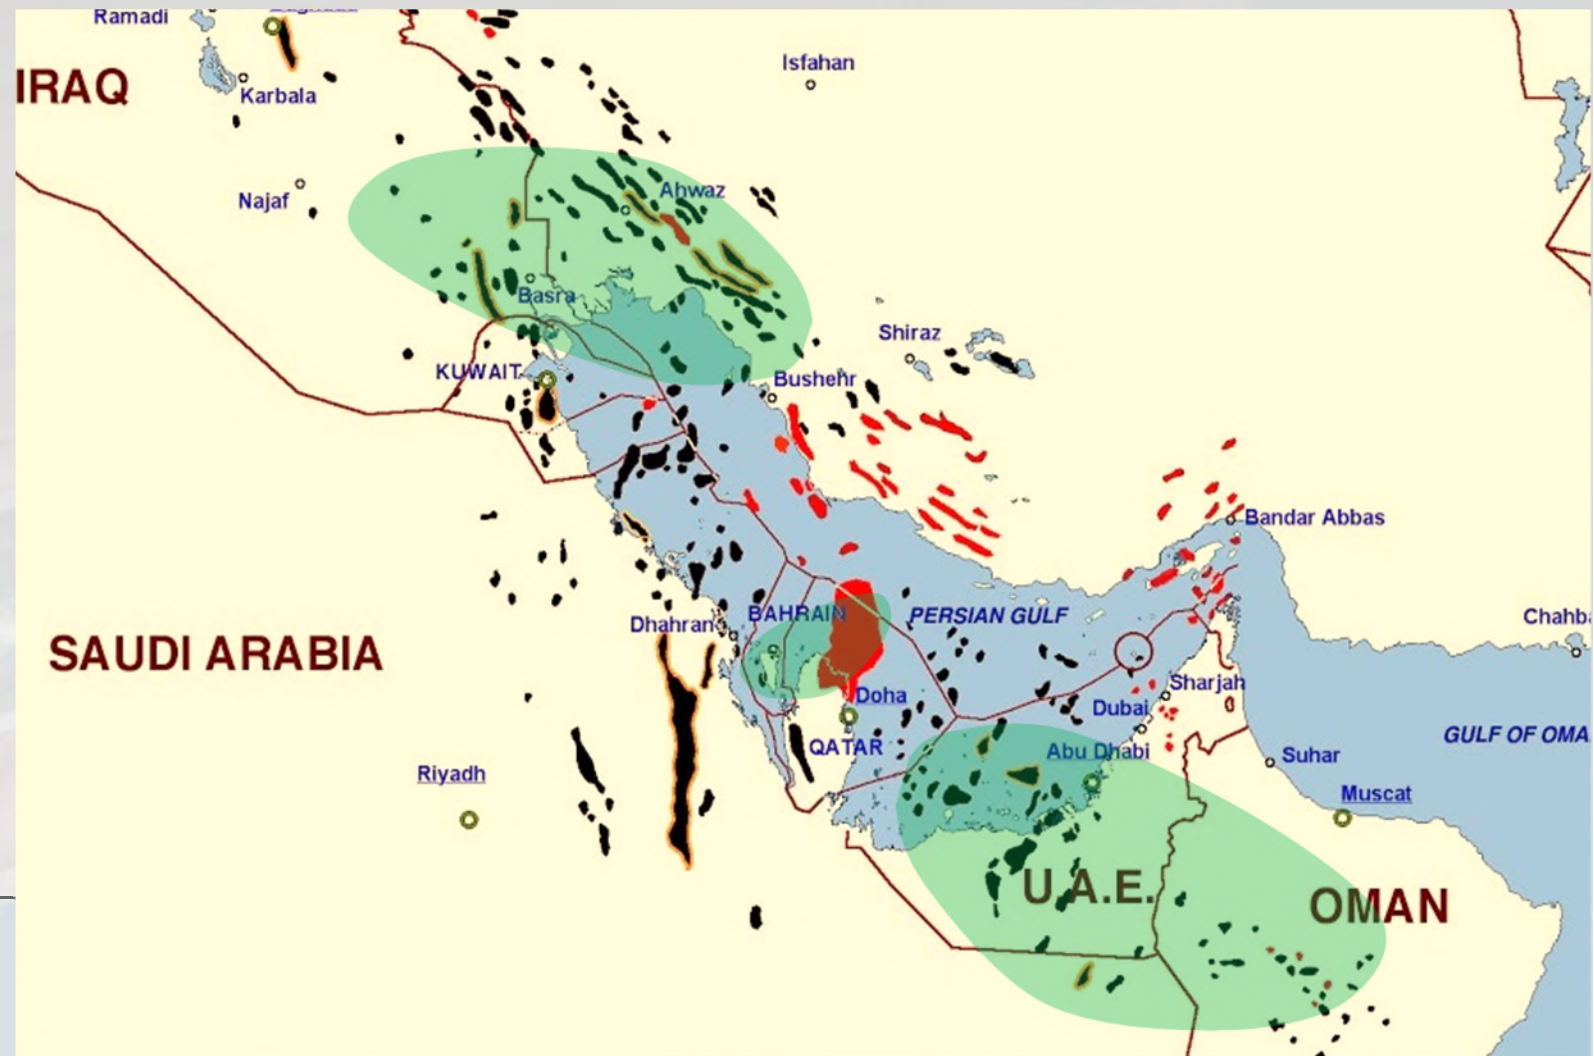 Ramadi
Baghdad
Isfahan
IRAQ
Karbala
Najaf
Ahwaz
Basra
Shiraz
KUWAIT
Bushehr
Bandar Abbas
SAUDI ARABIA
Dhahran
BAHRAIN
PERSIAN GULF
Chahb
Sharjah
Doha
Dubai
QATAR
Abu Dhabi
GULF OF OMA
Suhar
Riyadh
Muscat
U.A.E.
OMAN